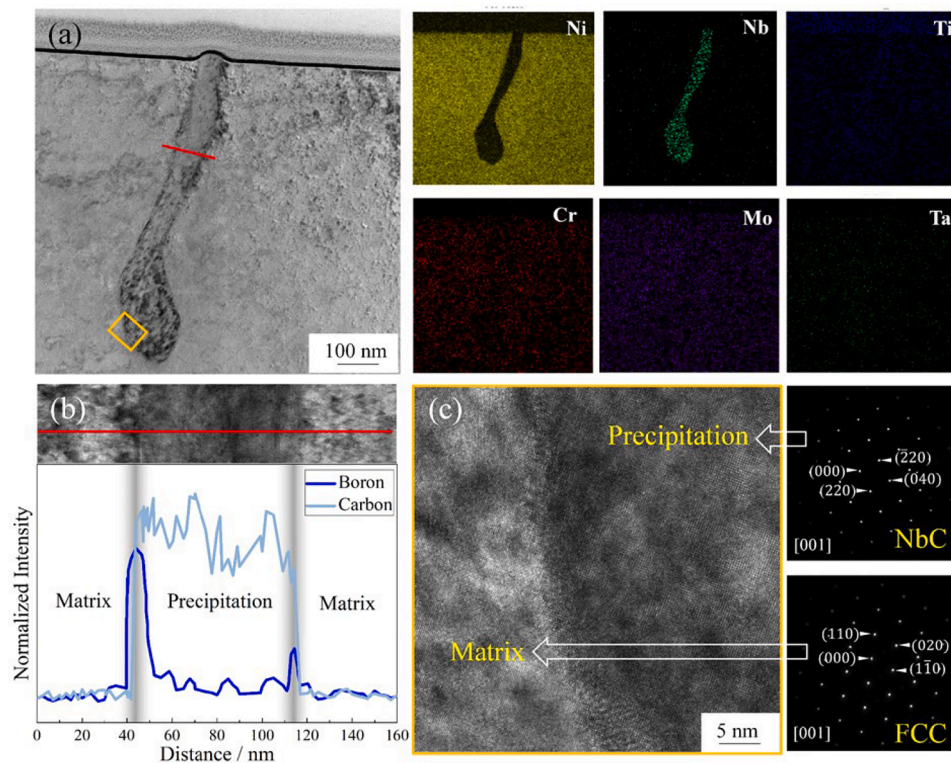 (a)
100 nm
Ni
Nb
Ti
Cr
Mo
Ta
(b)
Boron
Carbon
Normalized Intensity
Matrix
Precipitation
Matrix
0 20 40 60 80 100 120 140 160
Distance / nm
(c)
Precipitation
Matrix
5 nm
(2̄20)
(000)
(040)
(220)
[001]
NbC
(110)
(020)
(000)
(1̄10)
[001]
FCC